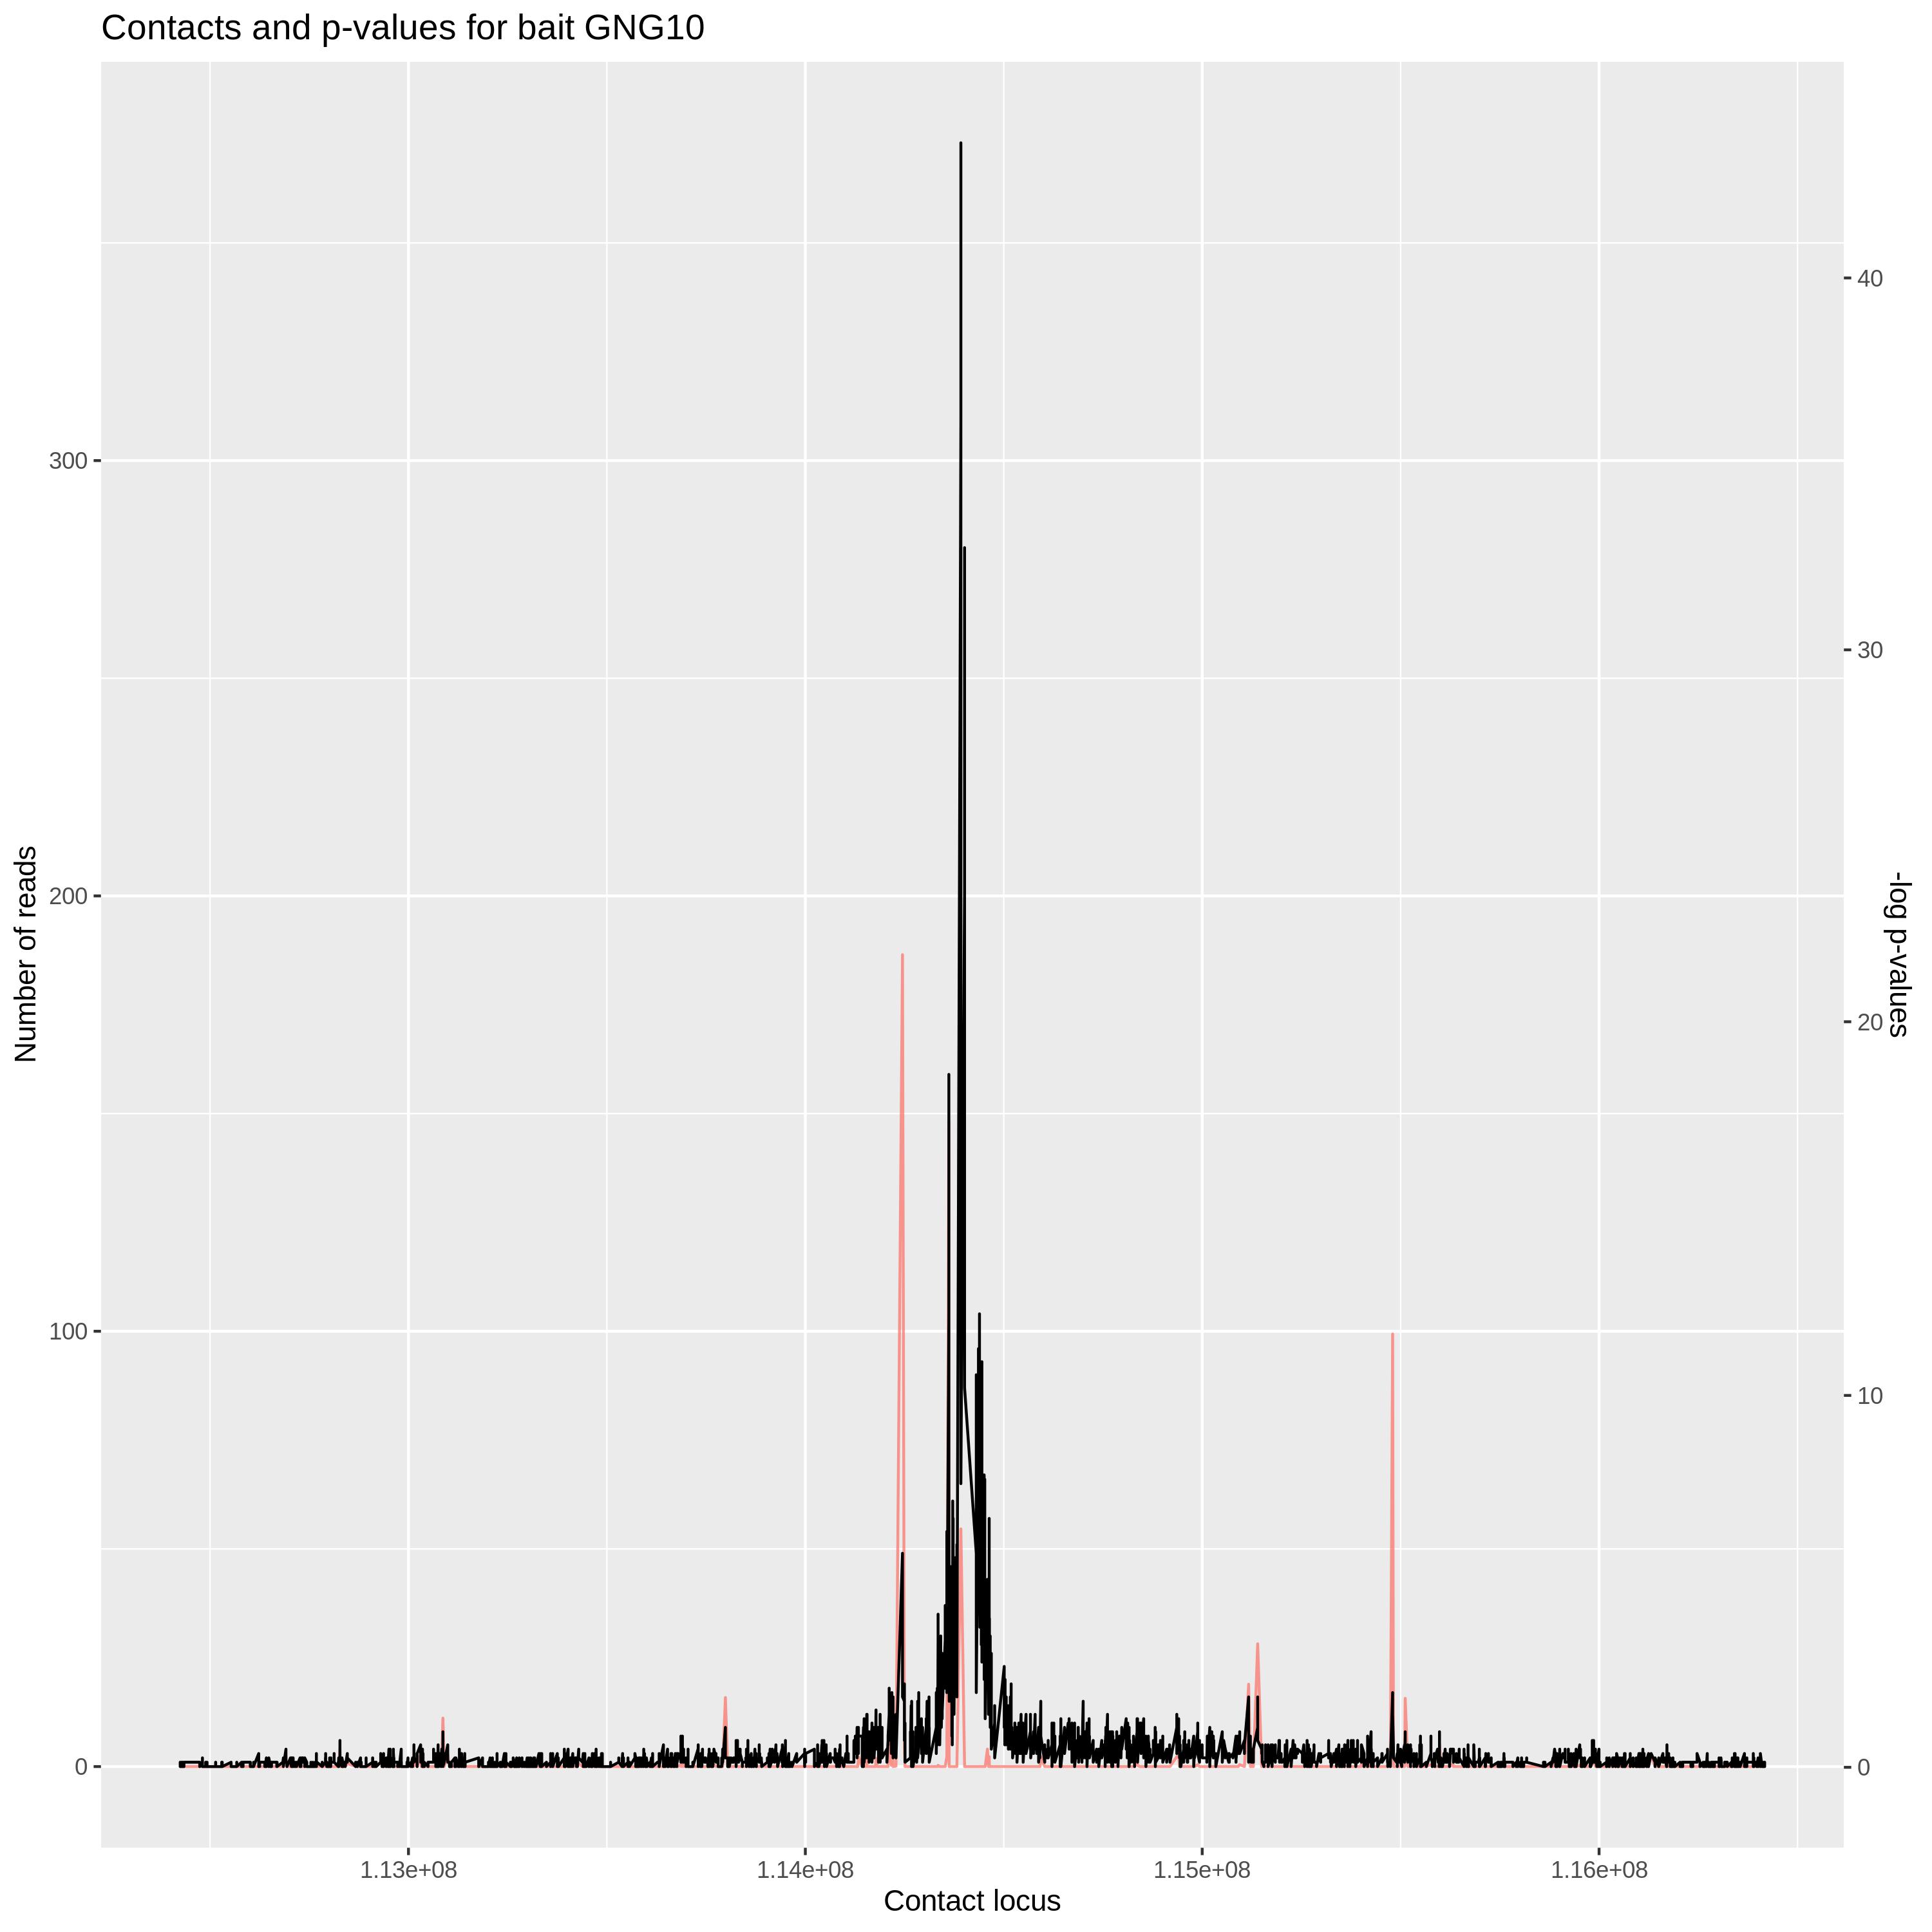 Contacts and p-values for bait GNG10
Number of reads
300
200
100
0
40
30
20
10
0
-log p-values
1.13e+08
1.14e+08
1.15e+08
1.16e+08
Contact locus